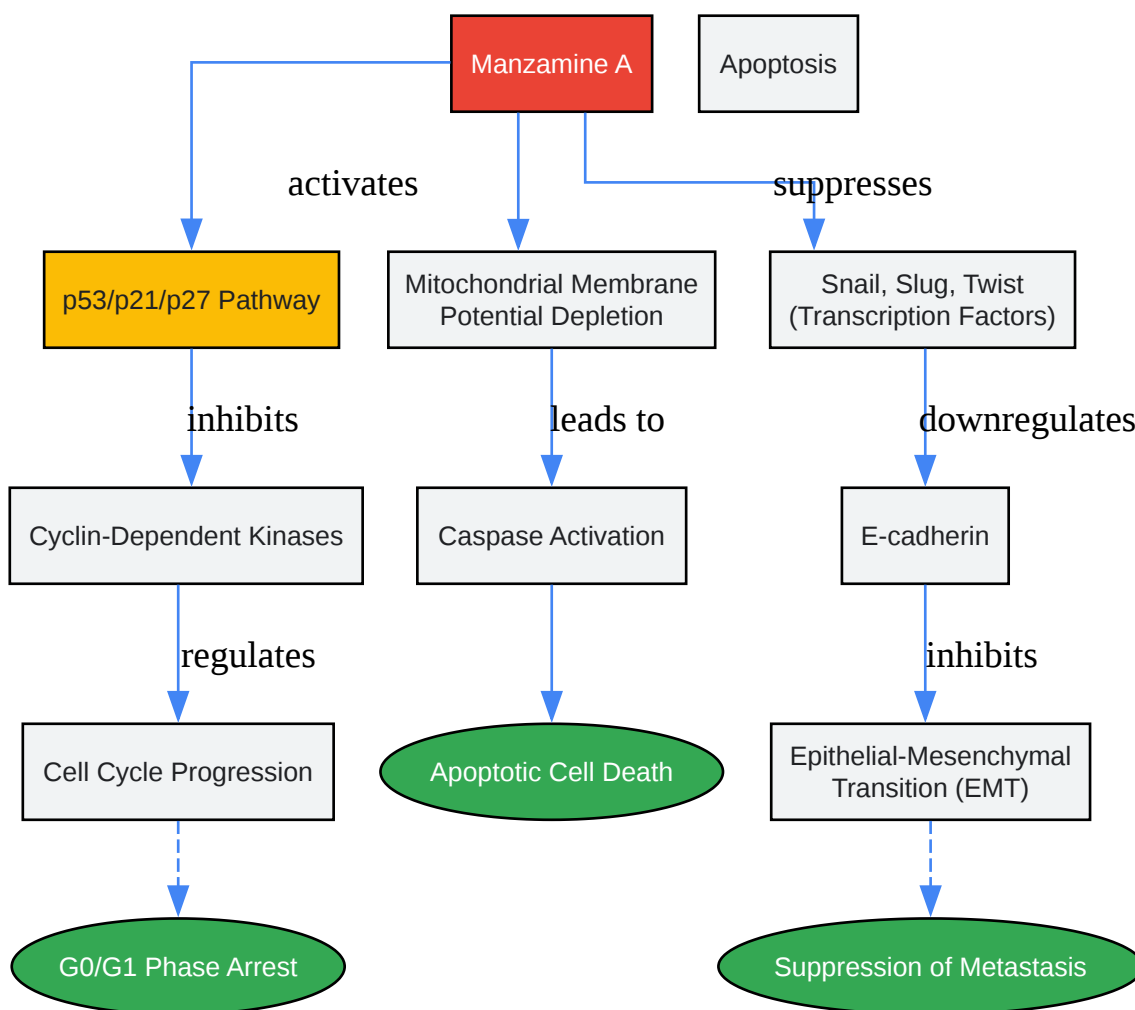 Manzamine A
Apoptosis
activates
suppresses
p53/p21/p27 Pathway
Mitochondrial Membrane
Potential Depletion
Snail, Slug, Twist
(Transcription Factors)
inhibits
leads to
downregulates
Cyclin-Dependent Kinases
Caspase Activation
E-cadherin
regulates
inhibits
Cell Cycle Progression
Apoptotic Cell Death
Epithelial-Mesenchymal
Transition (EMT)
G0/G1 Phase Arrest
Suppression of Metastasis